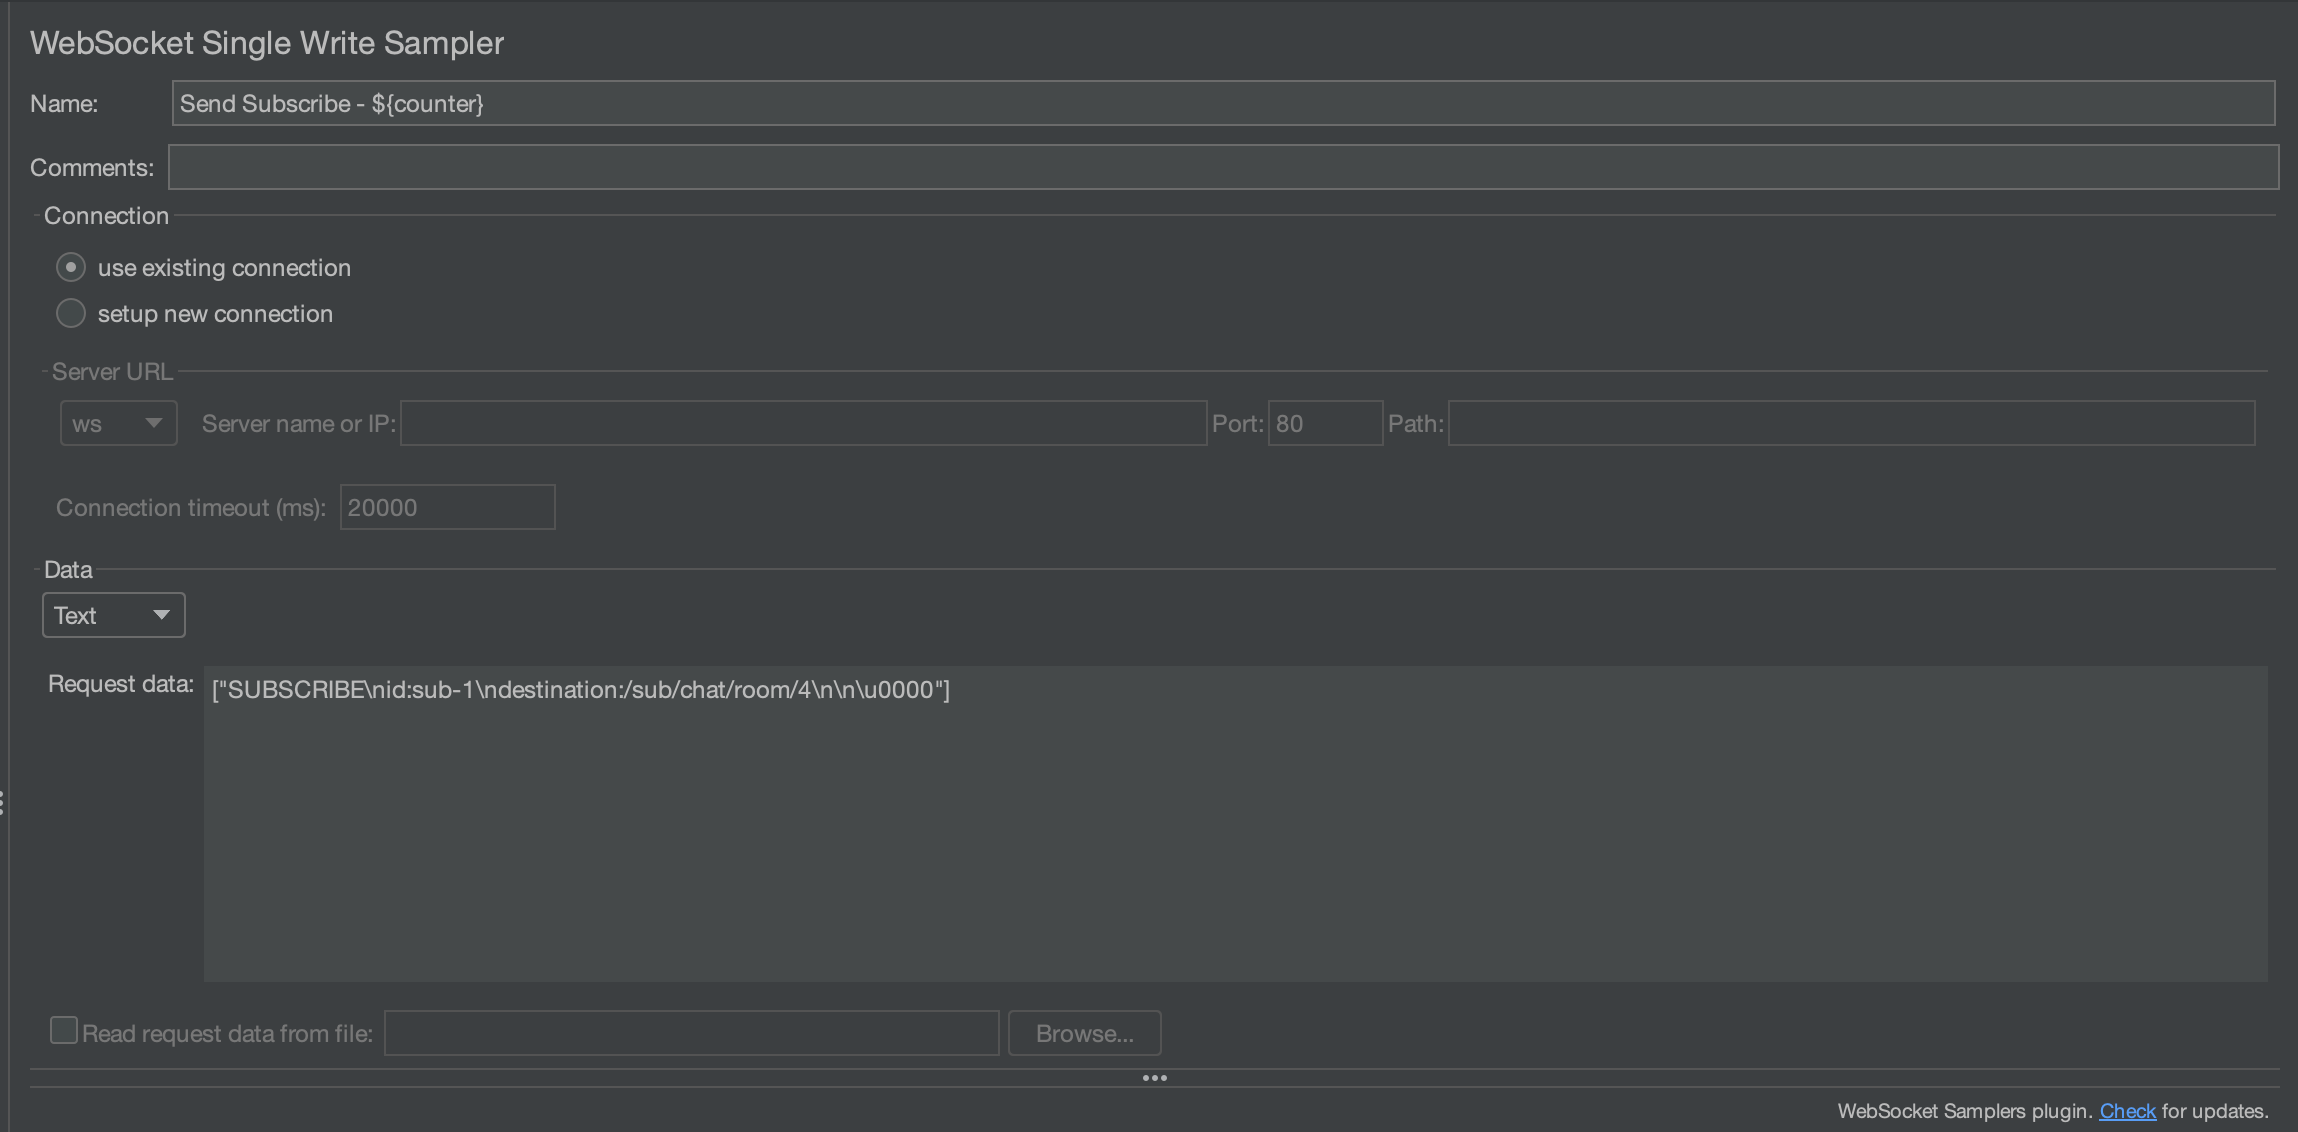 WebSocket Single Write Sampler
Name: Send Subscribe - ${counter}
Comments:
Connection
use existing connection
setup new connection
Server URL
ws Server name or IP: Port: 80 Path:
Connection timeout (ms): 20000
Data
Text
Request data: ["SUBSCRIBE\nid:sub-1\ndestination:/sub/chat/room/4\n\n\u0000"]
Read request data from file: Browse...
WebSocket Samplers plugin. Check for updates.